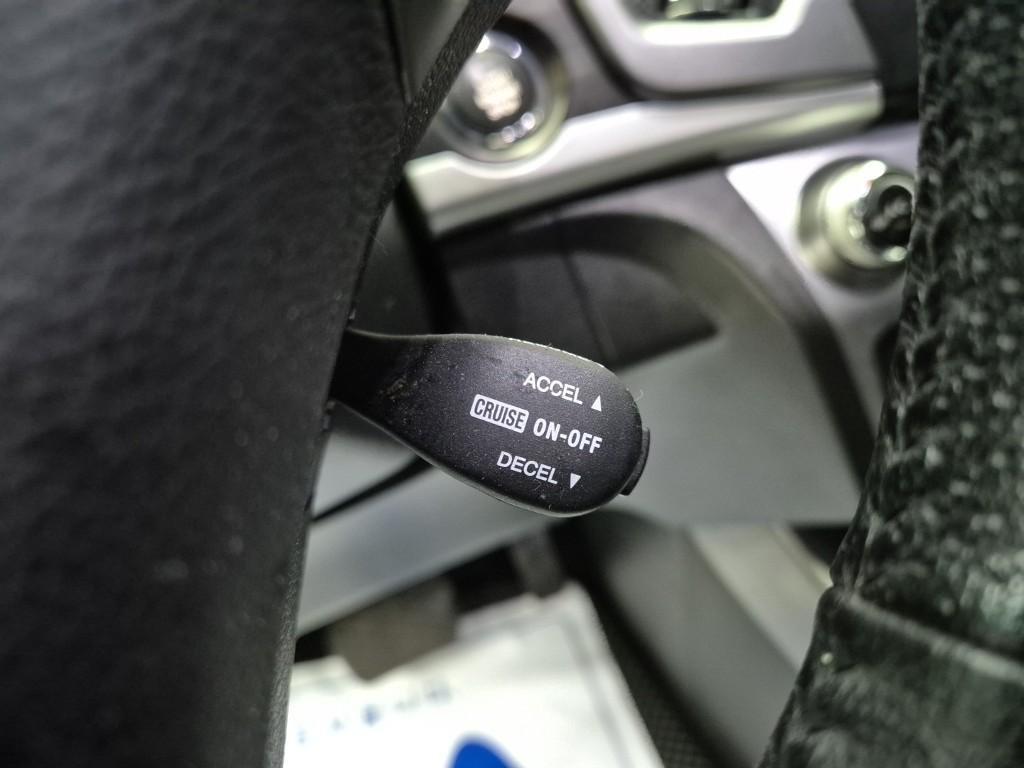 ACCEL ▲
CRUISE ON-OFF
DECEL ▼